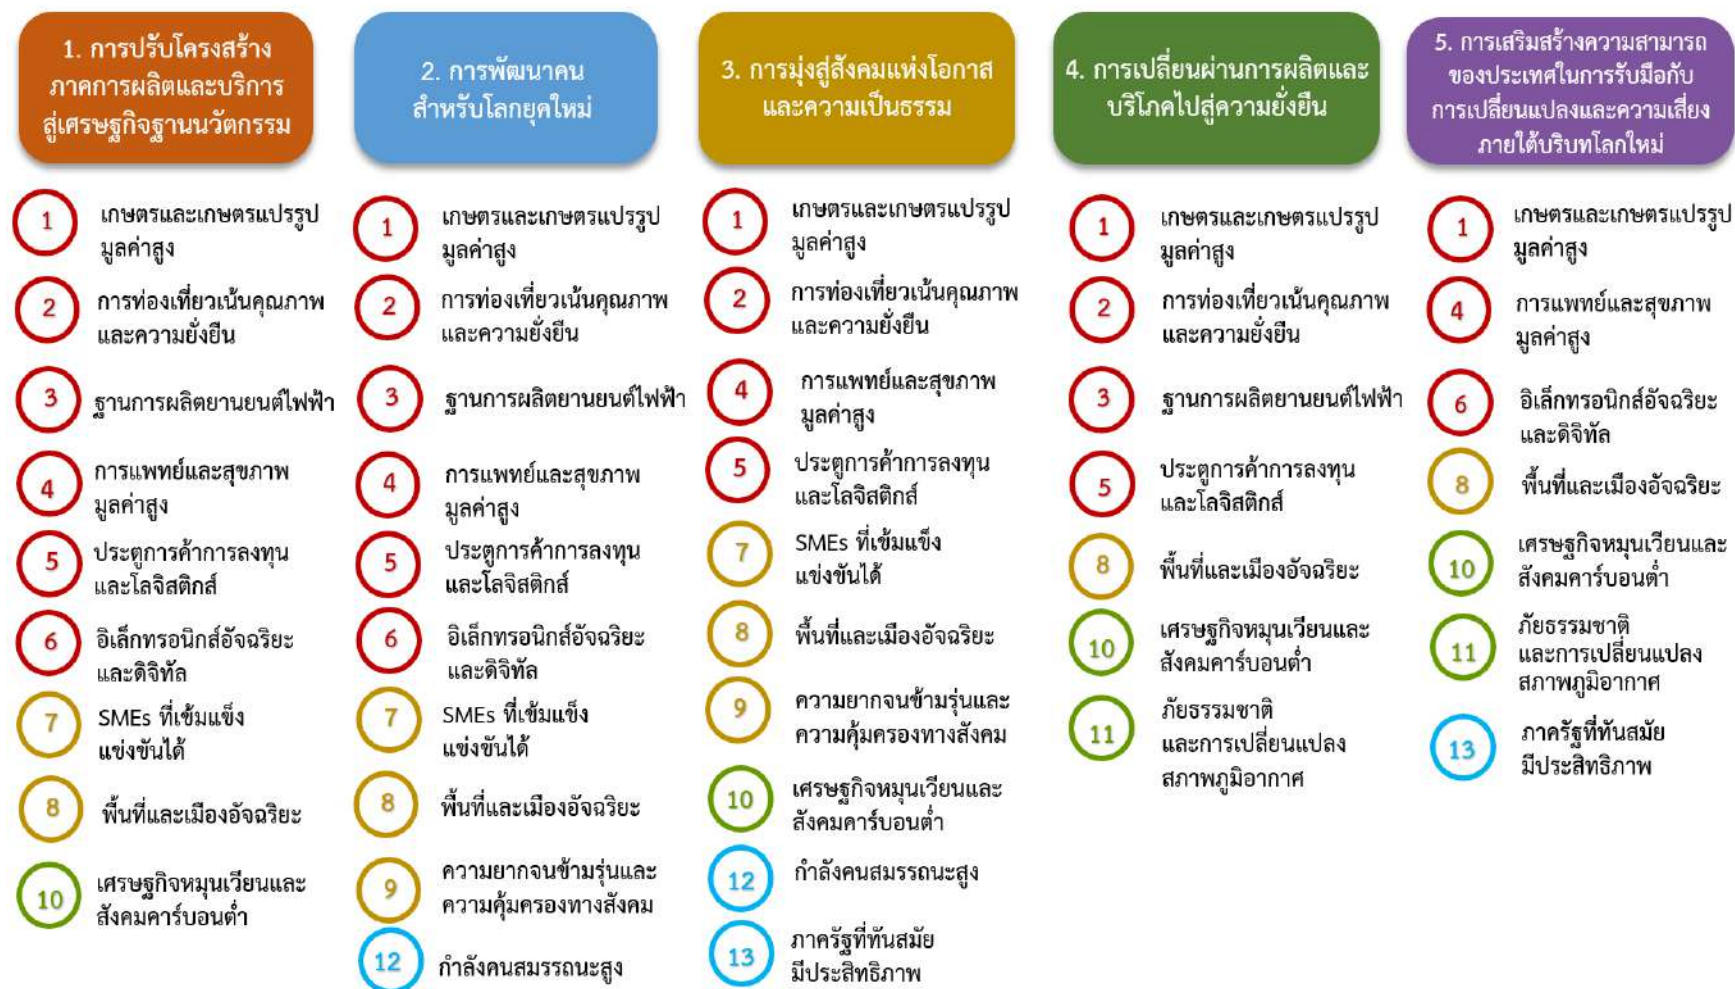 1. การปรับโครงสร้าง
ภาคการผลิตและบริการ
สู่เศรษฐกิจฐานนวัตกรรม
1
เกษตรและเกษตรแปรรูป
มูลค่าสูง
2
การท่องเที่ยวเน้นคุณภาพ
และความยั่งยืน
3
ฐานการผลิตยานยนต์ไฟฟ้า
4
การแพทย์และสุขภาพ
มูลค่าสูง
5
ประตูการค้าการลงทุน
และโลจิสติกส์
6
อิเล็กทรอนิกส์อัจฉริยะ
และดิจิทัล
7
SMEs ที่เข้มแข็ง
แข่งขันได้
8
พื้นที่และเมืองอัจฉริยะ
10
เศรษฐกิจหมุนเวียนและ
สังคมคาร์บอนต่ำ
2. การพัฒนาคน
สำหรับโลกยุคใหม่
1
เกษตรและเกษตรแปรรูป
มูลค่าสูง
2
การท่องเที่ยวเน้นคุณภาพ
และความยั่งยืน
3
ฐานการผลิตยานยนต์ไฟฟ้า
4
การแพทย์และสุขภาพ
มูลค่าสูง
5
ประตูการค้าการลงทุน
และโลจิสติกส์
6
อิเล็กทรอนิกส์อัจฉริยะ
และดิจิทัล
7
SMEs ที่เข้มแข็ง
แข่งขันได้
8
พื้นที่และเมืองอัจฉริยะ
9
ความยากจนข้ามรุ่นและ
ความคุ้มครองทางสังคม
12
กำลังคนสมรรถนะสูง
3. การมุ่งสู่สังคมแห่งโอกาส
และความเป็นธรรม
1
เกษตรและเกษตรแปรรูป
มูลค่าสูง
2
การท่องเที่ยวเน้นคุณภาพ
และความยั่งยืน
4
การแพทย์และสุขภาพ
มูลค่าสูง
5
ประตูการค้าการลงทุน
และโลจิสติกส์
7
SMEs ที่เข้มแข็ง
แข่งขันได้
8
พื้นที่และเมืองอัจฉริยะ
9
ความยากจนข้ามรุ่นและ
ความคุ้มครองทางสังคม
10
เศรษฐกิจหมุนเวียนและ
สังคมคาร์บอนต่ำ
12
กำลังคนสมรรถนะสูง
13
ภาครัฐที่ทันสมัย
มีประสิทธิภาพ
4. การเปลี่ยนผ่านการผลิตและ
บริโภคไปสู่ความยั่งยืน
1
เกษตรและเกษตรแปรรูป
มูลค่าสูง
2
การท่องเที่ยวเน้นคุณภาพ
และความยั่งยืน
3
ฐานการผลิตยานยนต์ไฟฟ้า
5
ประตูการค้าการลงทุน
และโลจิสติกส์
8
พื้นที่และเมืองอัจฉริยะ
10
เศรษฐกิจหมุนเวียนและ
สังคมคาร์บอนต่ำ
11
ภัยธรรมชาติ
และการเปลี่ยนแปลง
สภาพภูมิอากาศ
5. การเสริมสร้างความสามารถ
ของประเทศในการรับมือกับ
การเปลี่ยนแปลงและความเสี่ยง
ภายใต้บริบทโลกใหม่
1
เกษตรและเกษตรแปรรูป
มูลค่าสูง
4
การแพทย์และสุขภาพ
มูลค่าสูง
6
อิเล็กทรอนิกส์อัจฉริยะ
และดิจิทัล
8
พื้นที่และเมืองอัจฉริยะ
10
เศรษฐกิจหมุนเวียนและ
สังคมคาร์บอนต่ำ
11
ภัยธรรมชาติ
และการเปลี่ยนแปลง
สภาพภูมิอากาศ
13
ภาครัฐที่ทันสมัย
มีประสิทธิภาพ